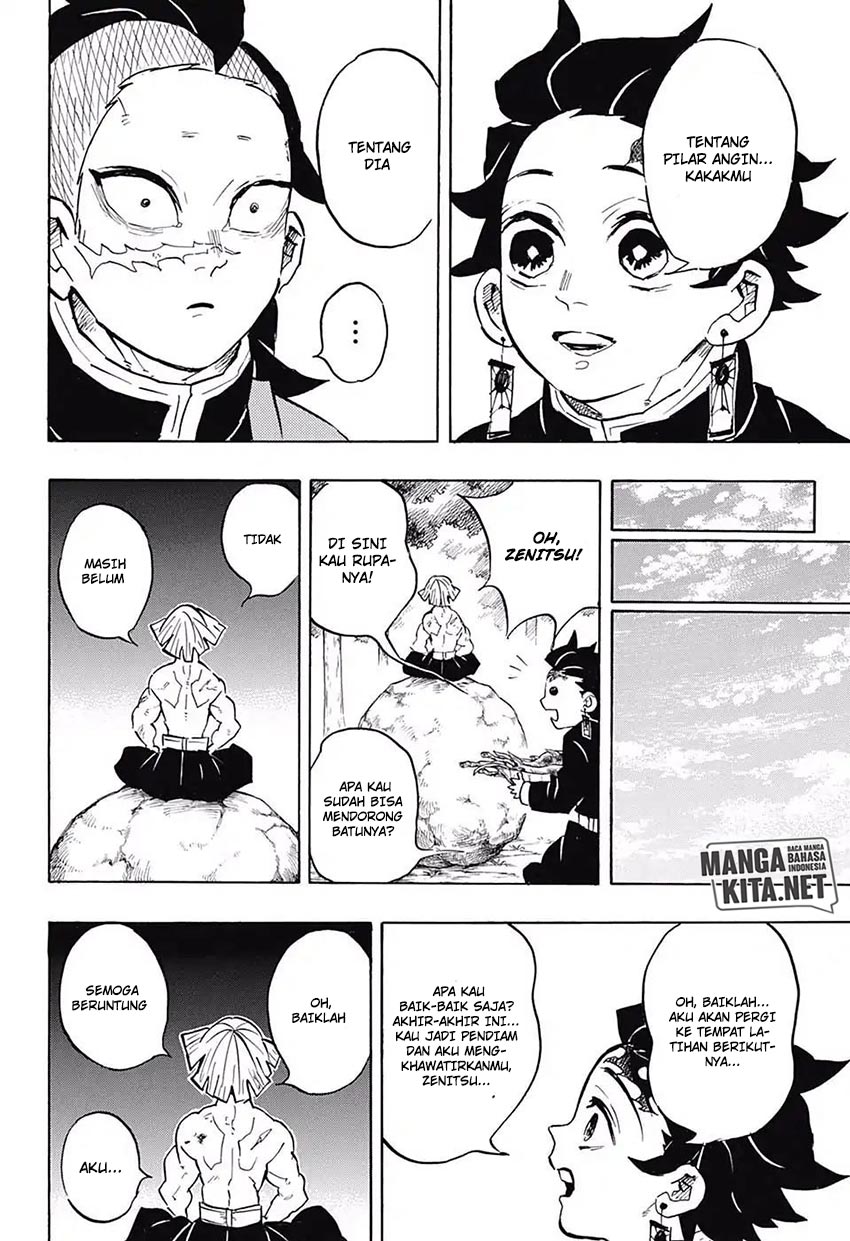 TENTANG
PILAR ANGIN...
KAKAKMU
TENTANG
DIA
...
OH,
ZENITSU!
DI SINI
KAU RUPA-
NYA!
APA KAU
SUDAH BISA
MENDORONG
BATUNYA?
TIDAK
MASIH
BELUM
MANGA
KITA.NET
BACA MANGA
BAHASA
INDONESIA
OH, BAIKLAH...
AKU AKAN PERGI
KE TEMPAT LA-
TIHAN BERIKUT-
NYA...
APA KAU
BAIK-BAIK SAJA?
AKHIR-AKHIR INI...
KAU JADI PENDIAM
DAN AKU MENG-
KHAWATIRKANMU,
ZENITSU...
OH,
BAIKLAH
SEMOGA
BERUNTUNG
AKU...